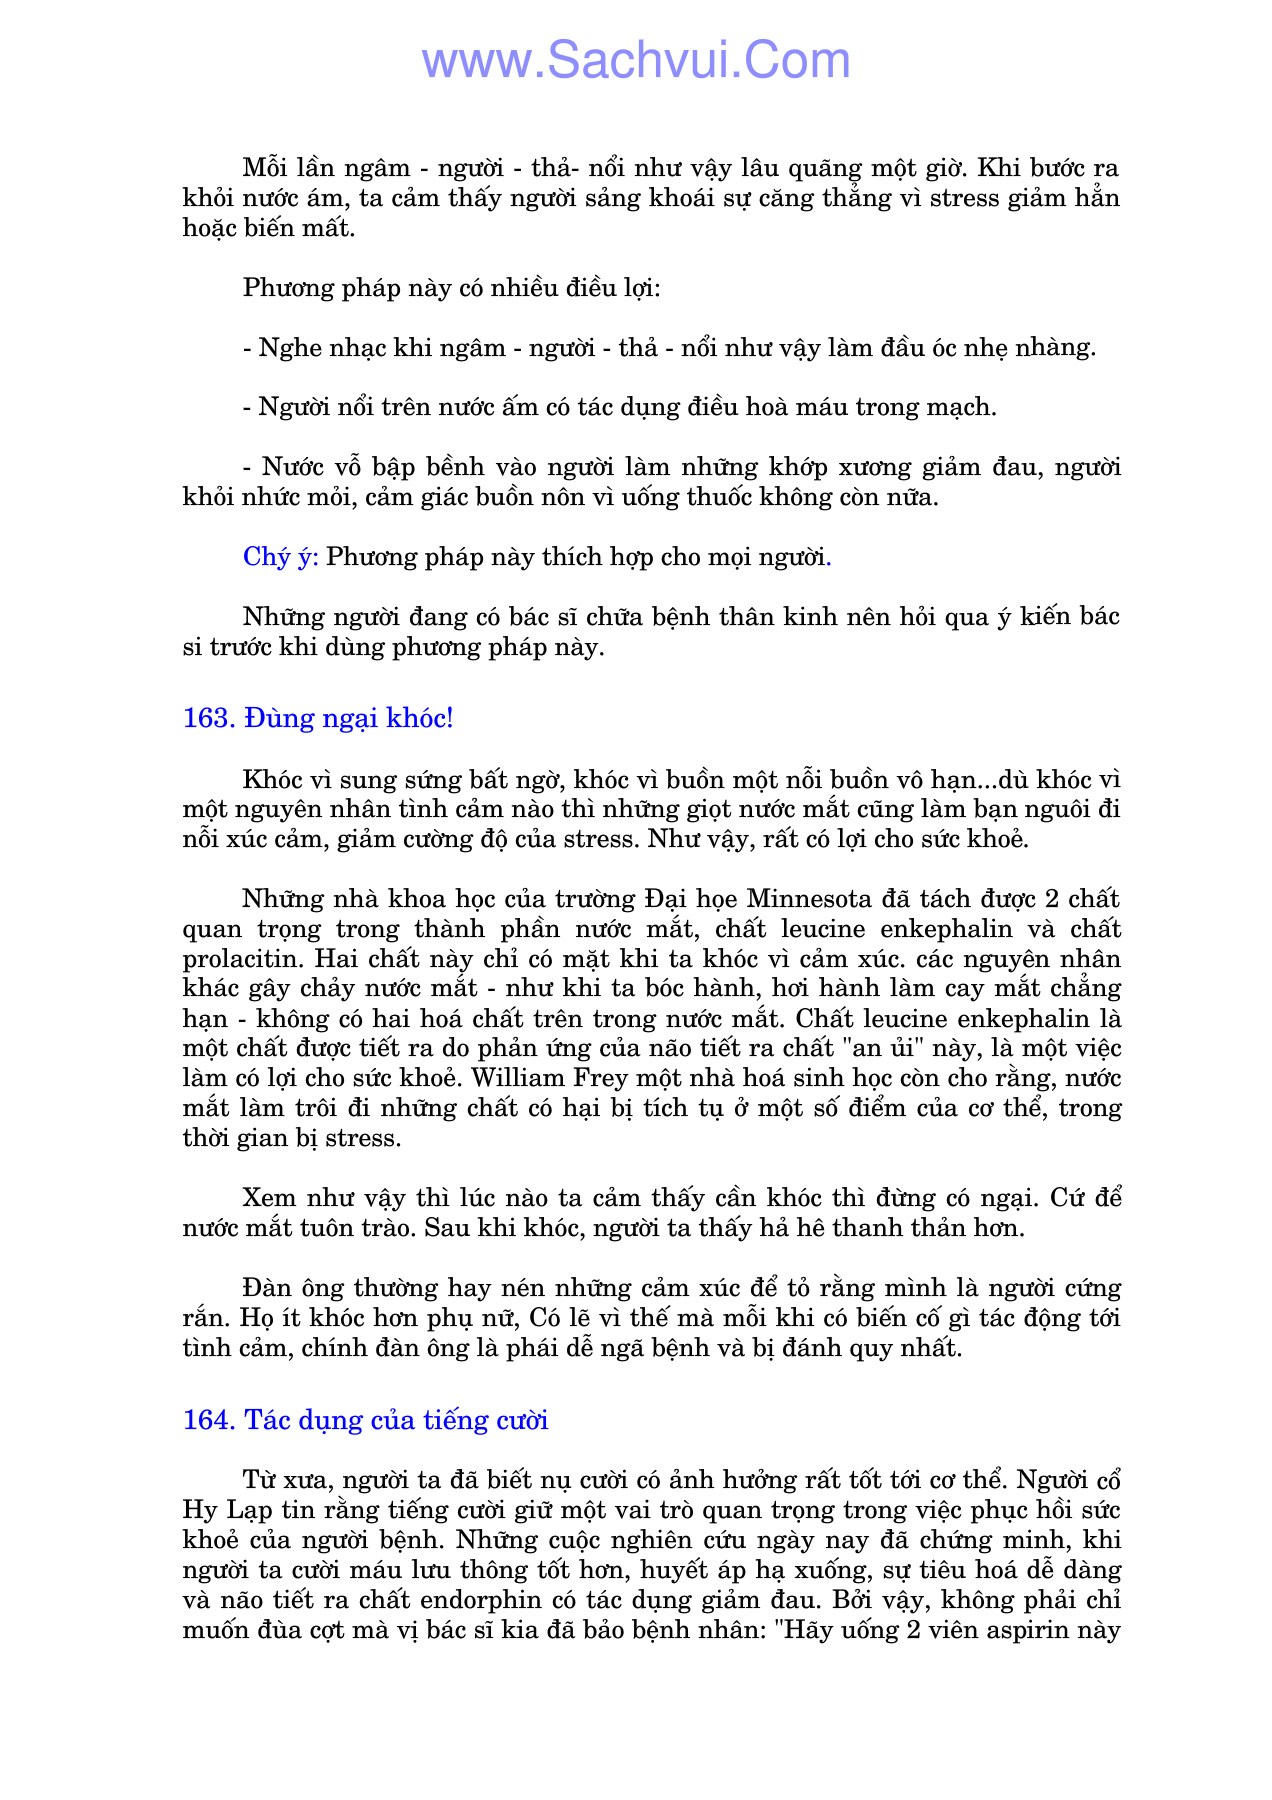 www.Sachvui.Com
Mỗi lần ngâm - người - thả- nổi như vậy lâu quãng một giờ. Khi bước ra
khỏi nước ám, ta cảm thấy người sảng khoái sự căng thẳng vì stress giảm hẳn
hoặc biến mất.
Phương pháp này có nhiều điều lợi:
- Nghe nhạc khi ngâm - người - thả - nổi như vậy làm đầu óc nhẹ nhàng.
- Người nổi trên nước ấm có tác dụng điều hoà máu trong mạch.
- Nước vỗ bập bềnh vào người làm những khớp xương giảm đau, người
khỏi nhức mỏi, cảm giác buồn nôn vì uống thuốc không còn nữa.
Chý ý: Phương pháp này thích hợp cho mọi người.
Những người đang có bác sĩ chữa bệnh thân kinh nên hỏi qua ý kiến bác
si trước khi dùng phương pháp này.
163. Đùng ngại khóc!
Khóc vì sung sứng bất ngờ, khóc vì buồn một nỗi buồn vô hạn...dù khóc vì
một nguyên nhân tình cảm nào thì những giọt nước mắt cũng làm bạn nguôi đi
nỗi xúc cảm, giảm cường độ của stress. Như vậy, rất có lợi cho sức khoẻ.
Những nhà khoa học của trường Đại họe Minnesota đã tách được 2 chất
quan trọng trong thành phần nước mắt, chất leucine enkephalin và chất
prolacitin. Hai chất này chỉ có mặt khi ta khóc vì cảm xúc. các nguyên nhân
khác gây chảy nước mắt - như khi ta bóc hành, hơi hành làm cay mắt chẳng
hạn - không có hai hoá chất trên trong nước mắt. Chất leucine enkephalin là
một chất được tiết ra do phản ứng của não tiết ra chất "an ủi" này, là một việc
làm có lợi cho sức khoẻ. William Frey một nhà hoá sinh học còn cho rằng, nước
mắt làm trôi đi những chất có hại bị tích tụ ở một số điểm của cơ thể, trong
thời gian bị stress.
Xem như vậy thì lúc nào ta cảm thấy cần khóc thì đừng có ngại. Cứ để
nước mắt tuôn trào. Sau khi khóc, người ta thấy hả hê thanh thản hơn.
Đàn ông thường hay nén những cảm xúc để tỏ rằng mình là người cứng
rắn. Họ ít khóc hơn phụ nữ, Có lẽ vì thế mà mỗi khi có biến cố gì tác động tới
tình cảm, chính đàn ông là phái dễ ngã bệnh và bị đánh quy nhất.
164. Tác dụng của tiếng cười
Từ xưa, người ta đã biết nụ cười có ảnh hưởng rất tốt tới cơ thể. Người cổ
Hy Lạp tin rằng tiếng cười giữ một vai trò quan trọng trong việc phục hồi sức
khoẻ của người bệnh. Những cuộc nghiên cứu ngày nay đã chứng minh, khi
người ta cười máu lưu thông tốt hơn, huyết áp hạ xuống, sự tiêu hoá dễ dàng
và não tiết ra chất endorphin có tác dụng giảm đau. Bởi vậy, không phải chỉ
muốn đùa cợt mà vị bác sĩ kia đã bảo bệnh nhân: "Hãy uống 2 viên aspirin này